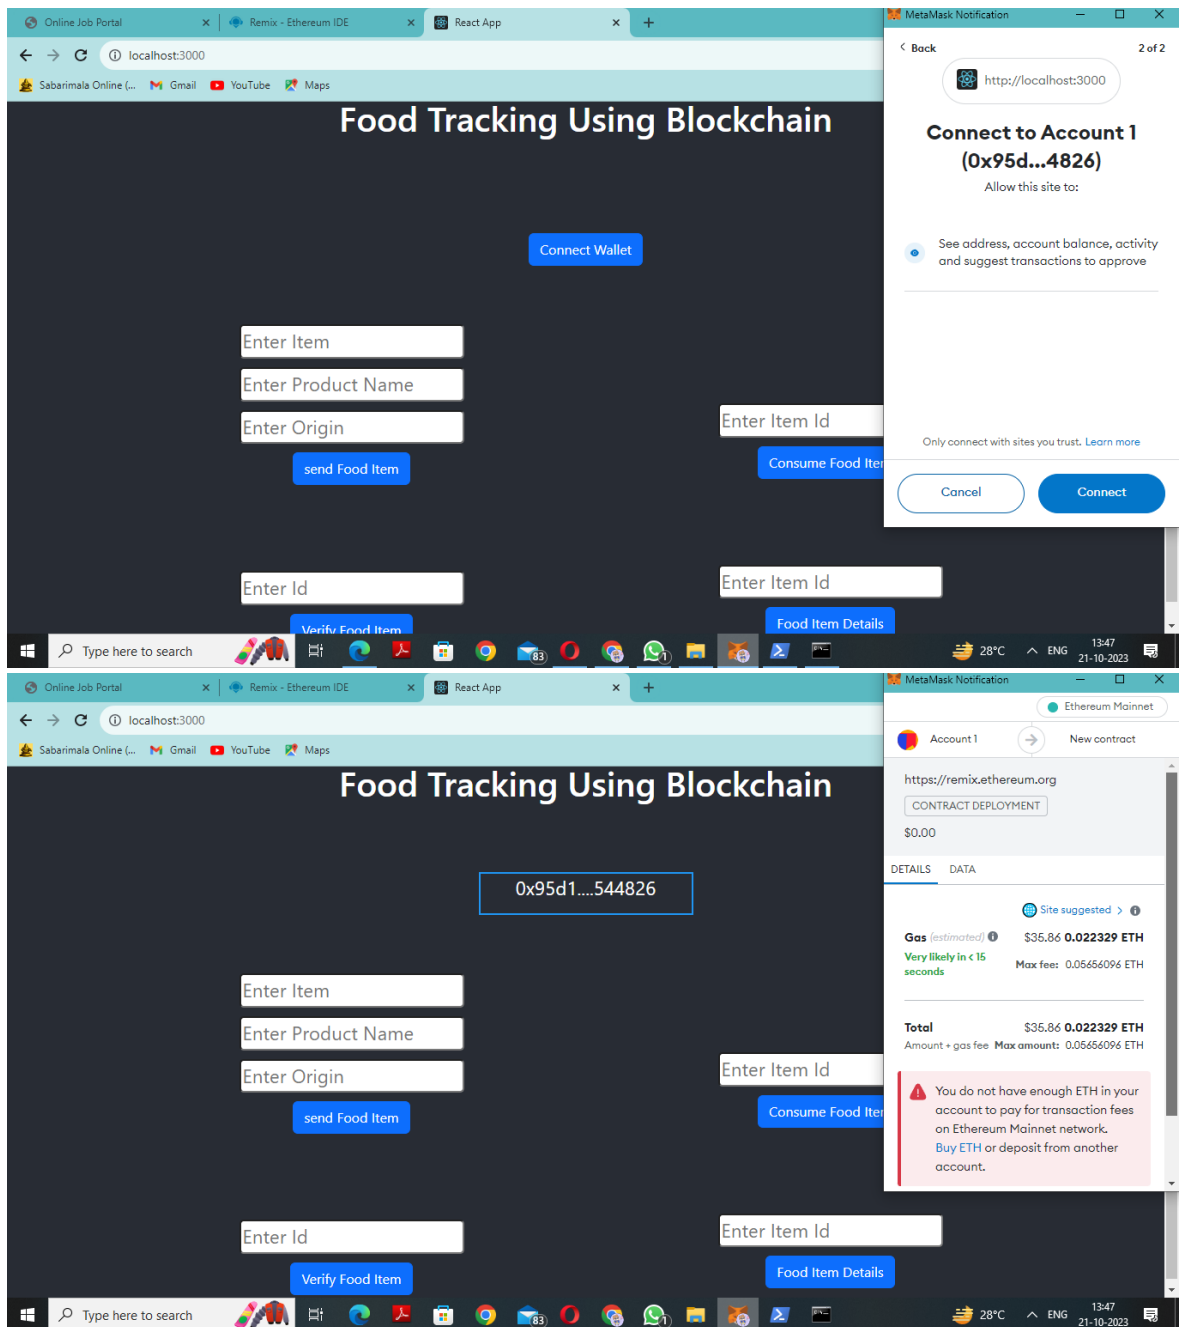 Online Job Portal
Remix - Ethereum IDE
React App
MetaMask Notification
localhost:3000
Sabarimala Online (...
Gmail
YouTube
Maps
Food Tracking Using Blockchain
Connect Wallet
Enter Item
Enter Product Name
Enter Origin
send Food Item
Enter Item Id
Consume Food Iter
Enter Id
Verify Food Item
Enter Item Id
Food Item Details
< Back
2 of 2
http://localhost:3000
Connect to Account 1
(0x95d...4826)
Allow this site to:
See address, account balance, activity
and suggest transactions to approve
Only connect with sites you trust. Learn more
Cancel
Connect
Type here to search
83
1
28°C
ENG
13:47
21-10-2023
Online Job Portal
Remix - Ethereum IDE
React App
MetaMask Notification
localhost:3000
Sabarimala Online (...
Gmail
YouTube
Maps
Food Tracking Using Blockchain
0x95d1....544826
Enter Item
Enter Product Name
Enter Origin
send Food Item
Enter Item Id
Consume Food Iter
Enter Id
Verify Food Item
Enter Item Id
Food Item Details
Ethereum Mainnet
Account 1
New contract
https://remix.ethereum.org
CONTRACT DEPLOYMENT
$0.00
DETAILS DATA
Site suggested >
Gas (estimated) $35.86 0.022329 ETH
Very likely in < 15
seconds
Max fee: 0.05656096 ETH
Total $35.86 0.022329 ETH
Amount + gas fee Max amount: 0.05656096 ETH
You do not have enough ETH in your
account to pay for transaction fees
on Ethereum Mainnet network.
Buy ETH or deposit from another
account.
Type here to search
83
1
28°C
ENG
13:47
21-10-2023